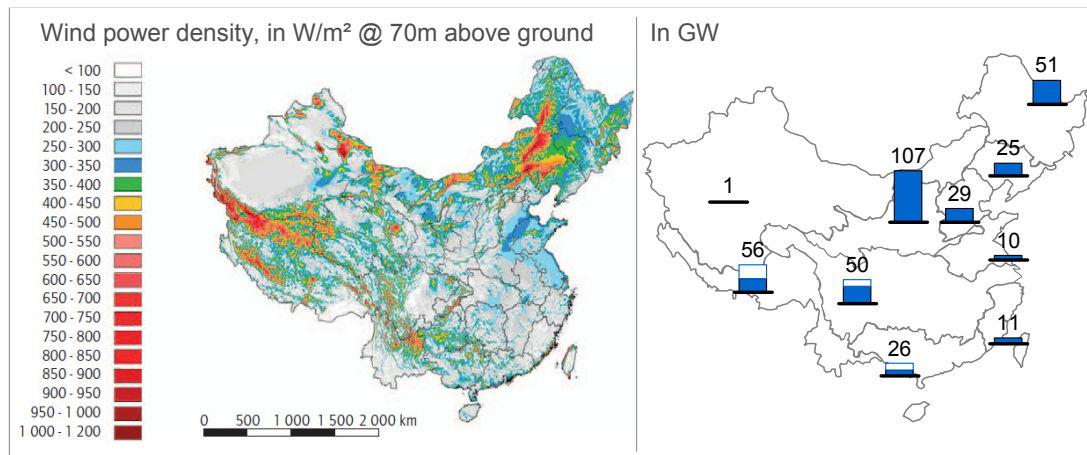 Wind power density, in W/m² @ 70m above ground
< 100
100 - 150
150 - 200
200 - 250
250 - 300
300 - 350
350 - 400
400 - 450
450 - 500
500 - 550
550 - 600
600 - 650
650 - 700
700 - 750
750 - 800
800 - 850
850 - 900
900 - 950
950 - 1 000
1 000 - 1 200
0 500 1 000 1 500 2 000 km
In GW
51
25
107
29
1
10
56
50
11
26